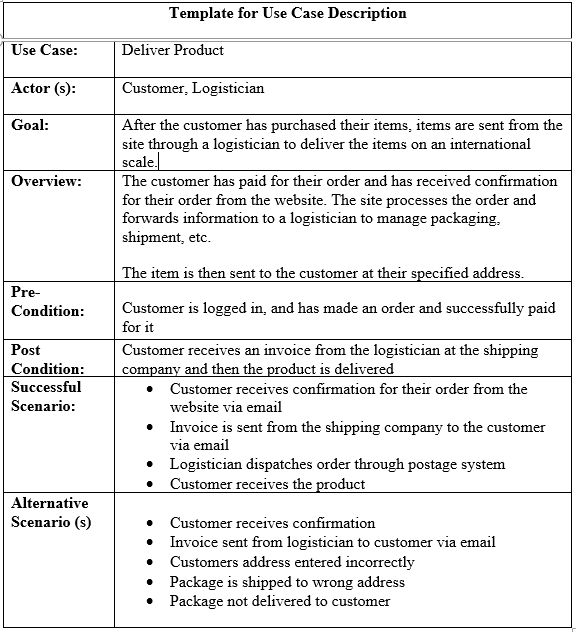 Template for Use Case Description
Use Case: Deliver Product
Actor (s): Customer, Logistician
Goal: After the customer has purchased their items, items are sent from the
site through a logistician to deliver the items on an international
scale.
Overview: The customer has paid for their order and has received confirmation
for their order from the website. The site processes the order and
forwards information to a logistician to manage packaging,
shipment, etc.
The item is then sent to the customer at their specified address.
Pre-
Condition: Customer is logged in, and has made an order and successfully paid
for it
Post Customer receives an invoice from the logistician at the shipping
Condition: company and then the product is delivered
Successful • Customer receives confirmation for their order from the
Scenario: website via email
• Invoice is sent from the shipping company to the customer
via email
• Logistician dispatches order through postage system
• Customer receives the product
Alternative
Scenario (s) • Customer receives confirmation
• Invoice sent from logistician to customer via email
• Customers address entered incorrectly
• Package is shipped to wrong address
• Package not delivered to customer